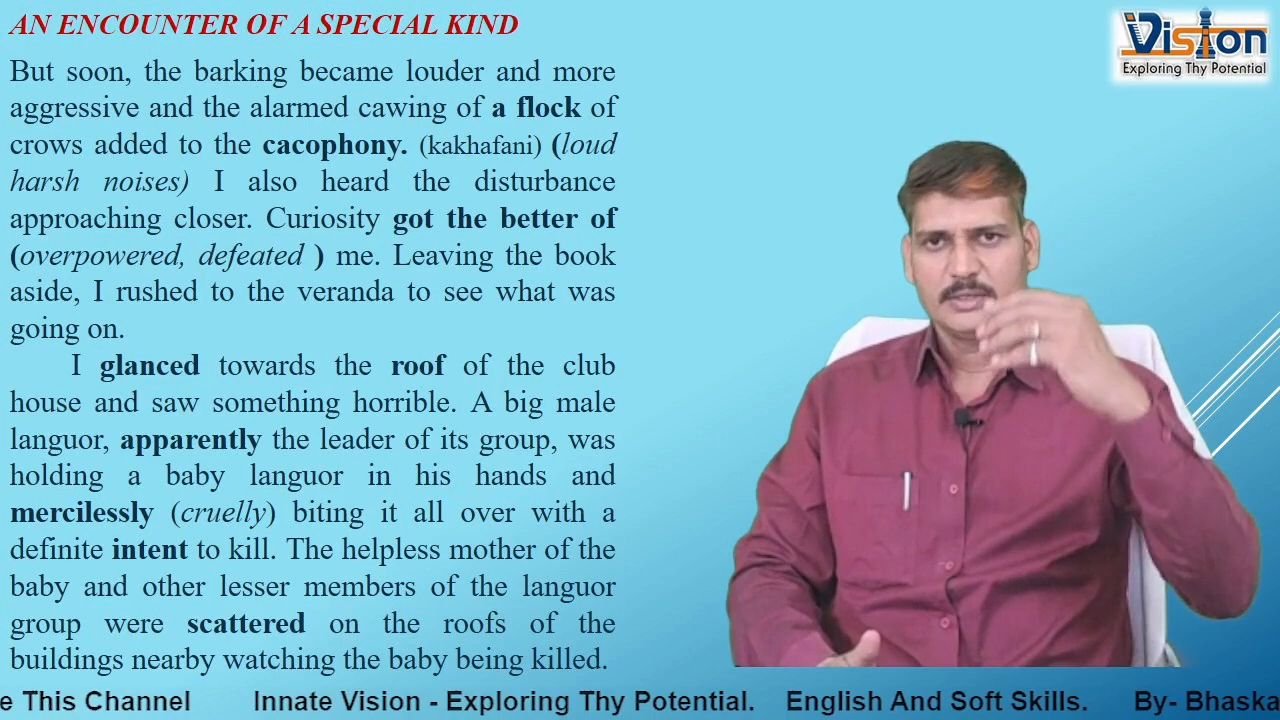 AN ENCOUNTER OF A SPECIAL KIND
But soon, the barking became louder and more
aggressive and the alarmed cawing of a flock of
crows added to the cacophony. (kakhafani) (loud
harsh noises) I also heard the disturbance
approaching closer. Curiosity got the better of
(overpowered, defeated ) me. Leaving the book
aside, I rushed to the veranda to see what was
going on.
I glanced towards the roof of the club
house and saw something horrible. A big male
languor, apparently the leader of its group, was
holding a baby languor in his hands and
mercilessly (cruelly) biting it all over with a
definite intent to kill. The helpless mother of the
baby and other lesser members of the languor
group were scattered on the roofs of the
buildings nearby watching the baby being killed.
Vision
Exploring Thy Potential
e This Channel Innate Vision - Exploring Thy Potential. English And Soft Skills. By- Bhaska